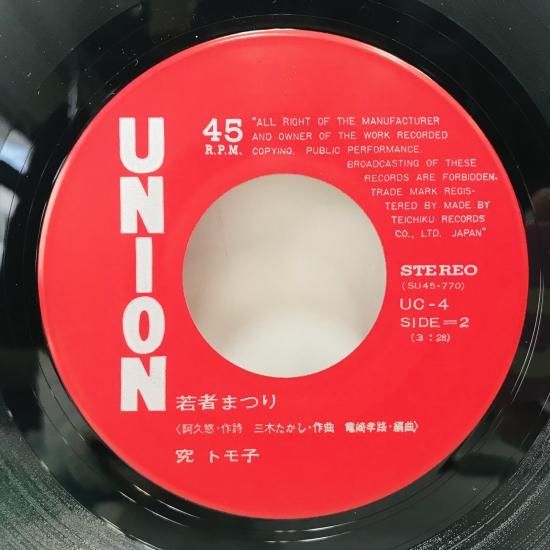 UNION
45
R.P.M.
"ALL RIGHT OF THE MANUFACTURER
AND OWNER OF THE WORK RECORDED
COPYING. PUBLIC PERFORMANCE.
BROADCASTING OF THESE
RECORDS ARE FORBIDDEN.
TRADE MARK REGIS-
TERED BY MADE BY
TEICHIKU RECORDS
CO., LTD. JAPAN"
STEREO
(SU45-770)
UC-4
SIDE=2
(3:28)
若者まつり
〈阿久悠・作詩 三木たかし・作曲 竜崎孝路・編曲〉
究 トモ子